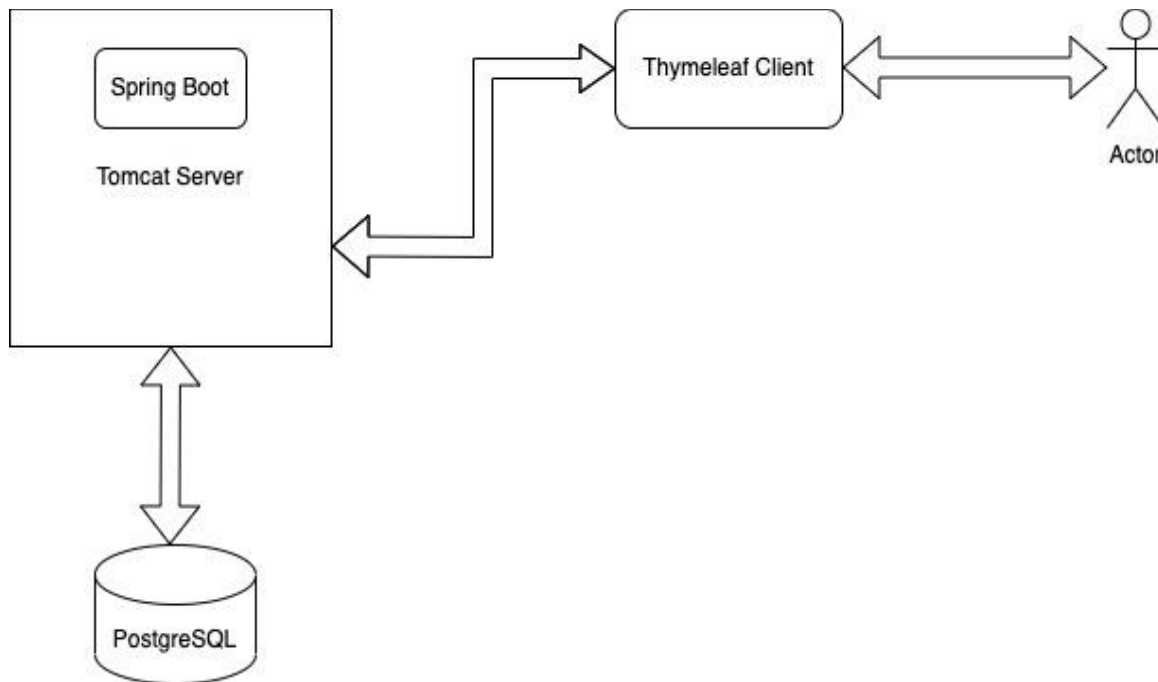 Spring Boot
Tomcat Server
Thymeleaf Client
Actor
PostgreSQL